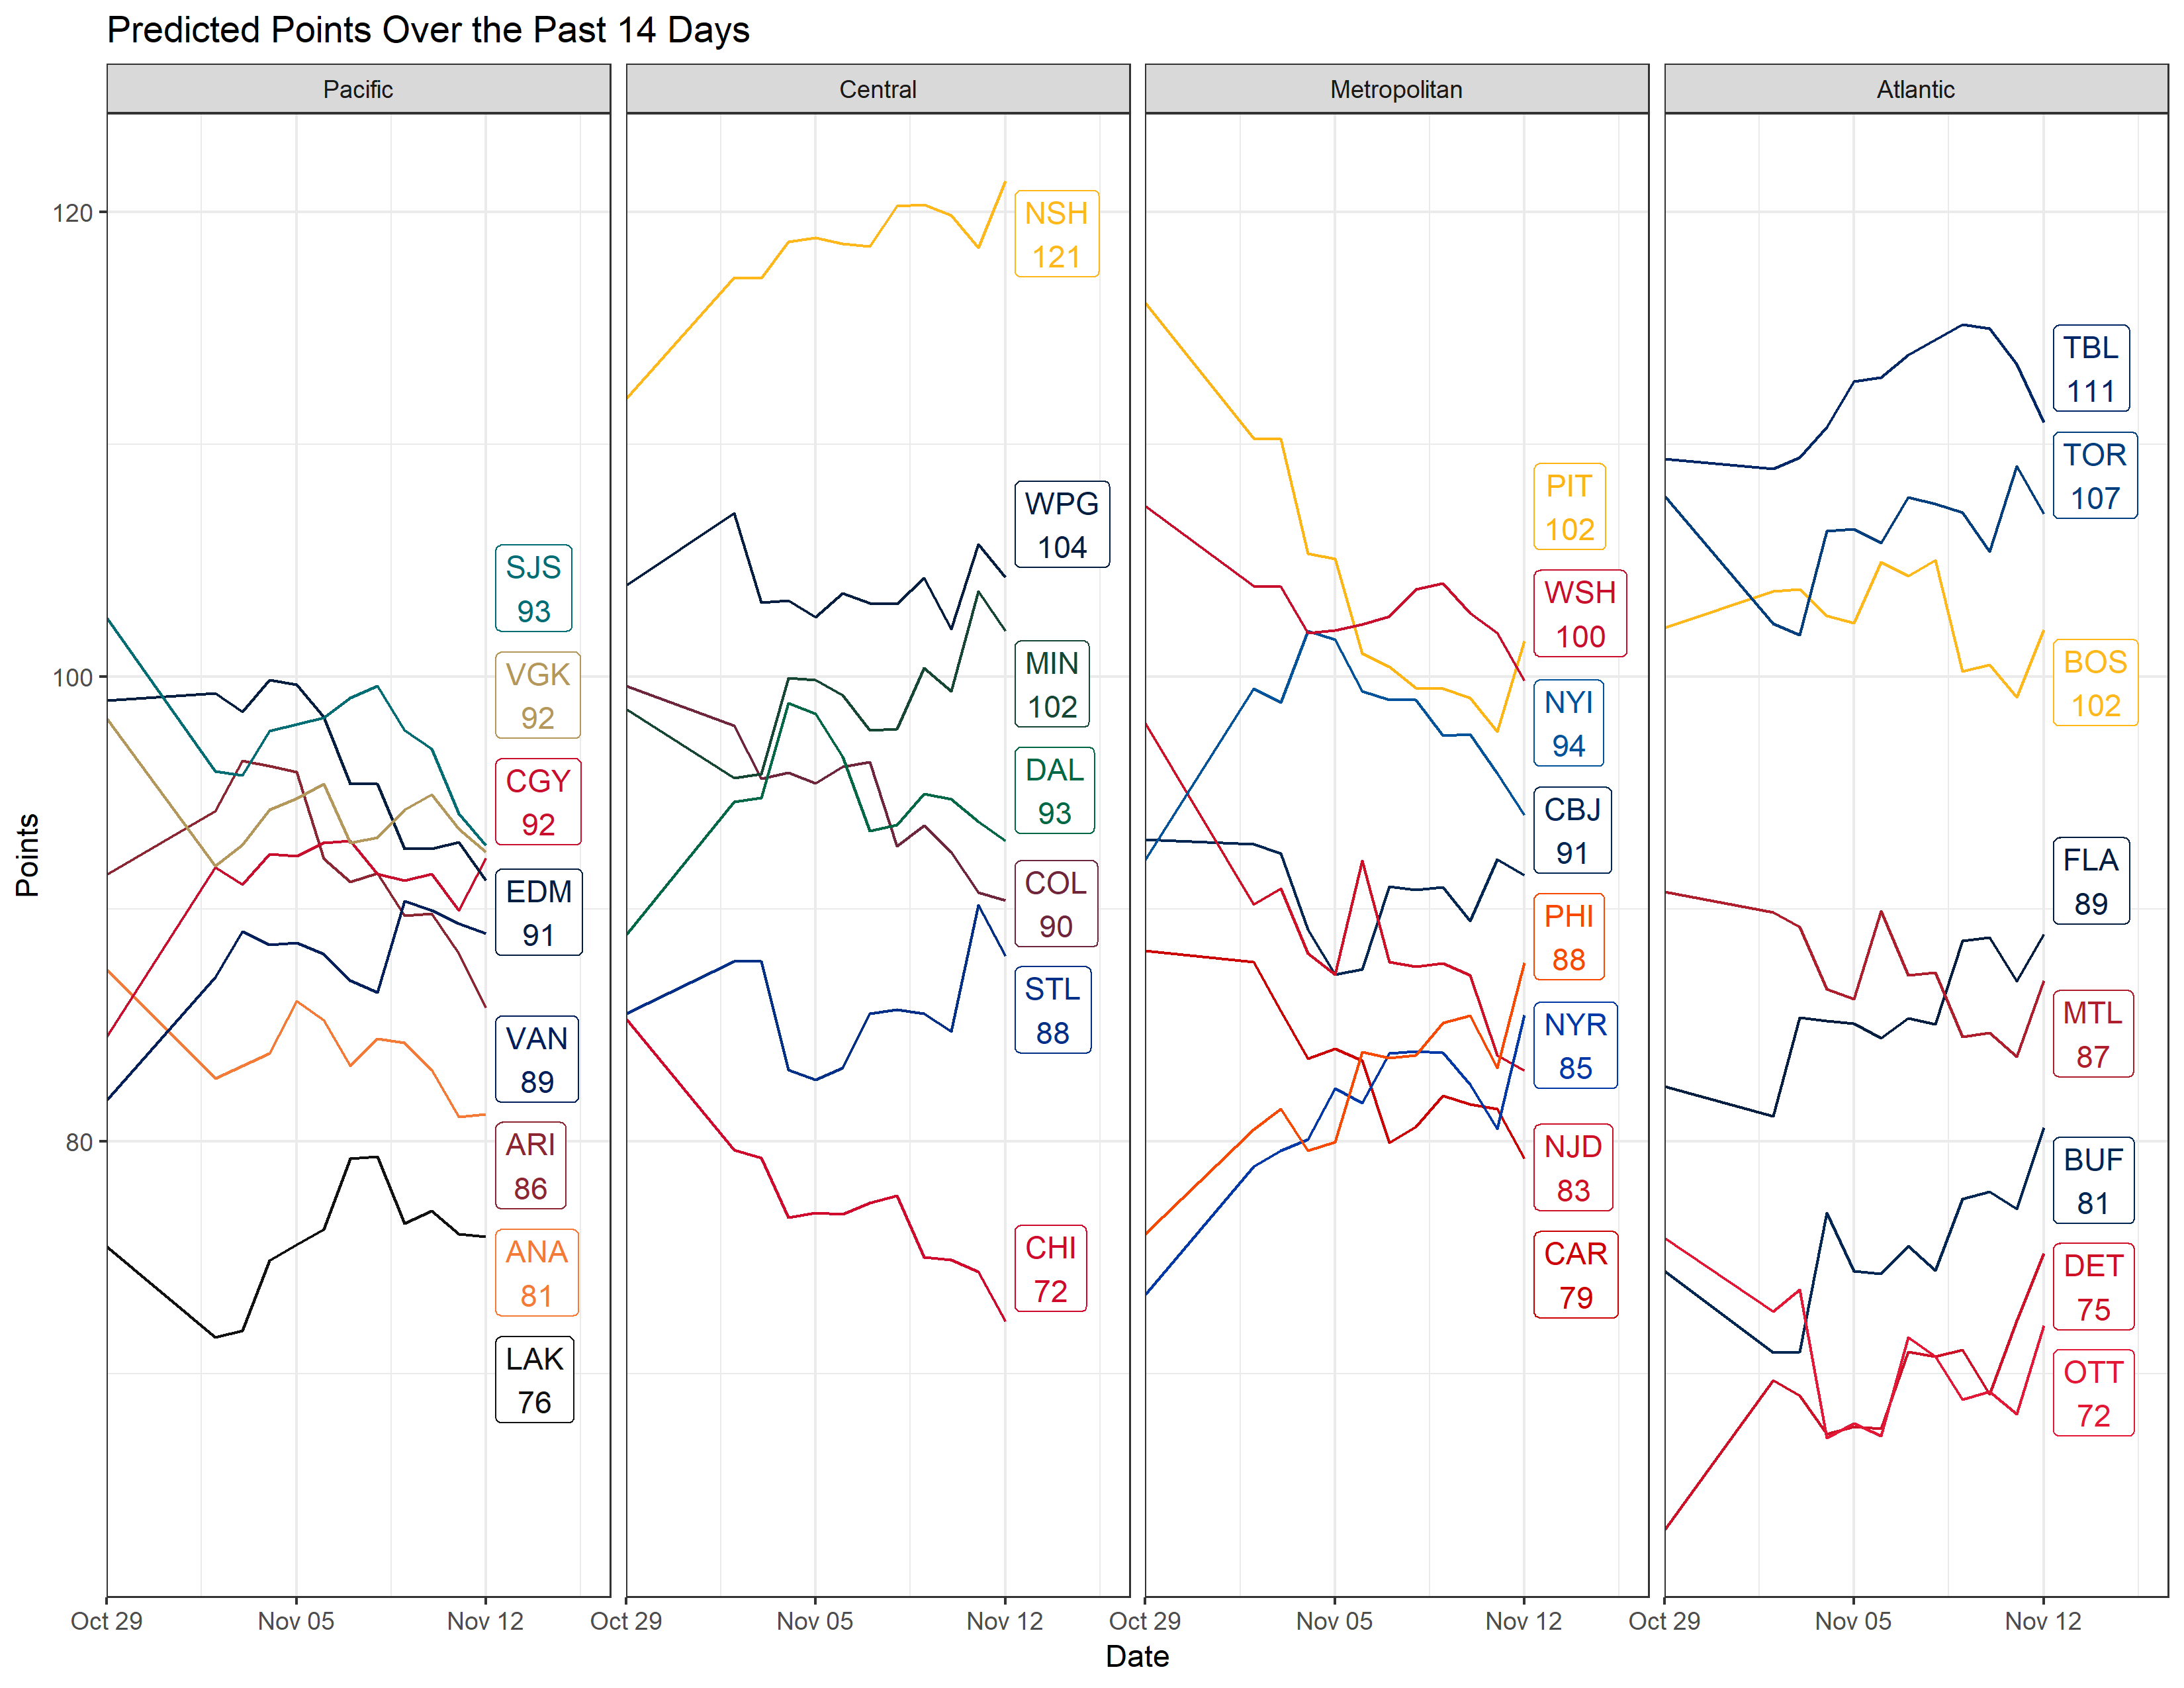 Predicted Points Over the Past 14 Days
Pacific
Central
Metropolitan
Atlantic
Points
120
100
80
SJS
93
VGK
92
CGY
92
EDM
91
VAN
89
ARI
86
ANA
81
LAK
76
NSH
121
WPG
104
MIN
102
DAL
93
COL
90
STL
88
CHI
72
PIT
102
WSH
100
NYI
94
CBJ
91
PHI
88
NYR
85
NJD
83
CAR
79
TBL
111
TOR
107
BOS
102
FLA
89
MTL
87
BUF
81
DET
75
OTT
72
Oct 29 Nov 05 Nov 12 Oct 29 Nov 05 Nov 12 Oct 29 Nov 05 Nov 12 Oct 29 Nov 05 Nov 12
Date